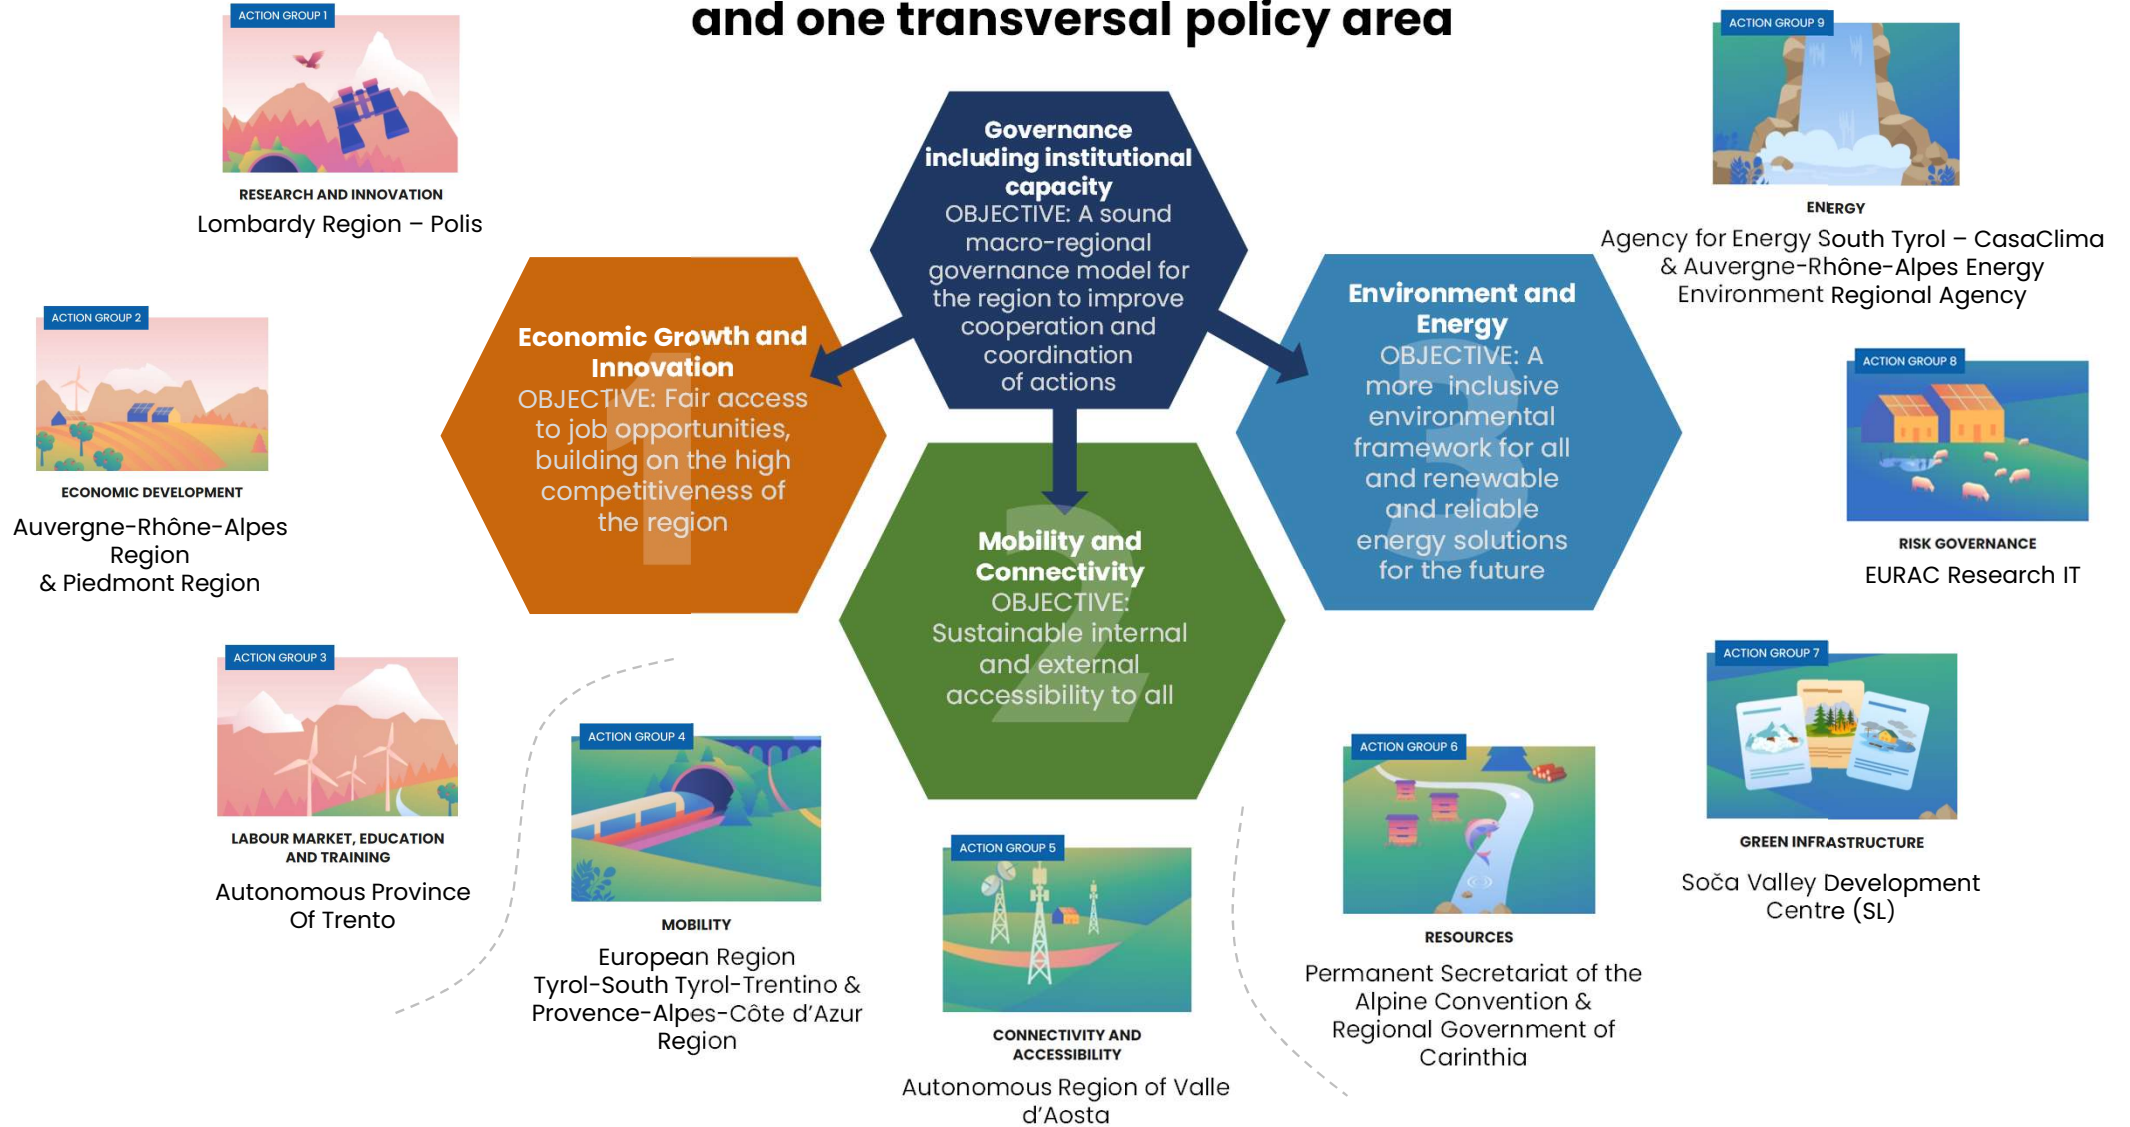 and one transversal policy area
ACTION GROUP 1
RESEARCH AND INNOVATION
Lombardy Region – Polis
ACTION GROUP 2
ECONOMIC DEVELOPMENT
Auvergne-Rhône-Alpes
Region
& Piedmont Region
ACTION GROUP 3
LABOUR MARKET, EDUCATION
AND TRAINING
Autonomous Province
Of Trento
1
Economic Growth and
Innovation
OBJECTIVE: Fair access
to job opportunities,
building on the high
competitiveness of
the region
Governance
including institutional
capacity
OBJECTIVE: A sound
macro-regional
governance model for
the region to improve
cooperation and
coordination
of actions
2
Mobility and
Connectivity
OBJECTIVE:
Sustainable internal
and external
accessibility to all
3
Environment and
Energy
OBJECTIVE: A
more inclusive
environmental
framework for all
and renewable
and reliable
energy solutions
for the future
ACTION GROUP 4
MOBILITY
European Region
Tyrol-South Tyrol-Trentino &
Provence-Alpes-Côte d’Azur
Region
ACTION GROUP 5
CONNECTIVITY AND
ACCESSIBILITY
Autonomous Region of Valle
d’Aosta
ACTION GROUP 6
RESOURCES
Permanent Secretariat of the
Alpine Convention &
Regional Government of
Carinthia
ACTION GROUP 7
GREEN INFRASTRUCTURE
Soča Valley Development
Centre (SL)
ACTION GROUP 8
RISK GOVERNANCE
EURAC Research IT
ACTION GROUP 9
ENERGY
Agency for Energy South Tyrol – CasaClima
& Auvergne-Rhône-Alpes Energy
Environment Regional Agency